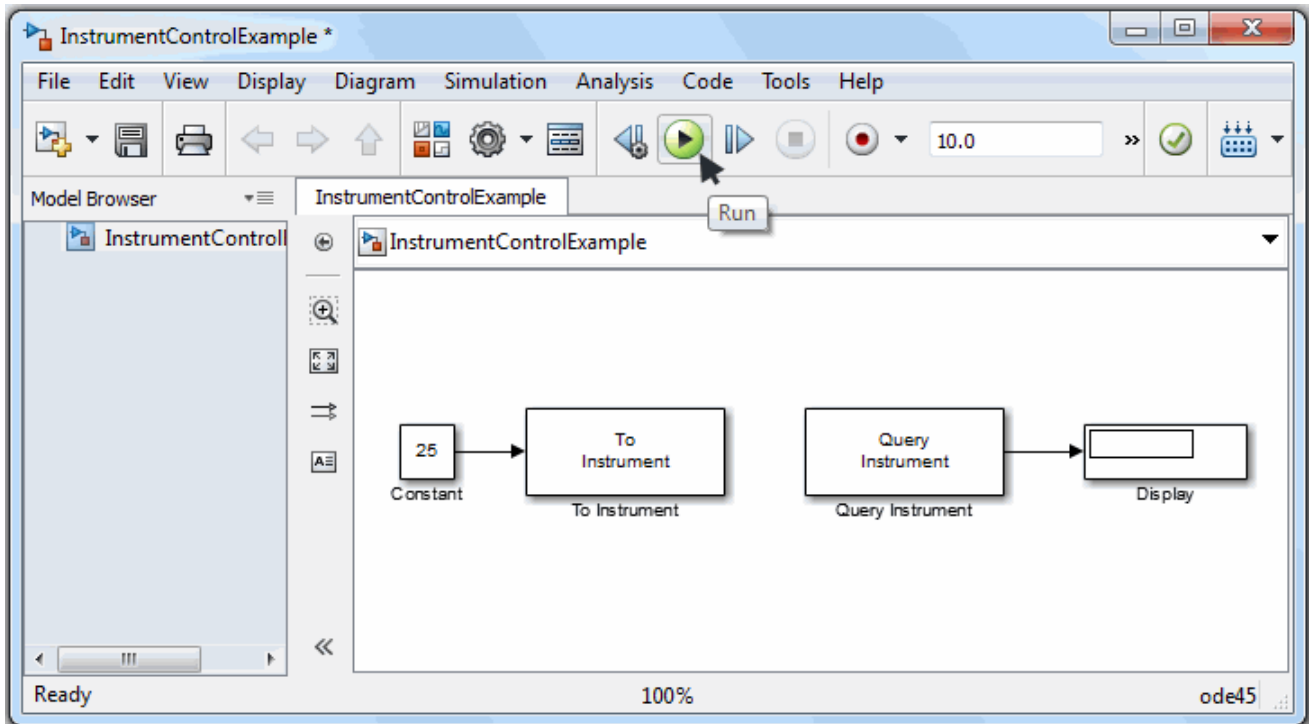 InstrumentControlExample *
File Edit View Display Diagram Simulation Analysis Code Tools Help
10.0 »
Model Browser
InstrumentControlExample
Run
InstrumentControll
InstrumentControlExample
25
To
Instrument
Query
Instrument
Constant
To Instrument
Query Instrument
Display
Ready 100% ode45